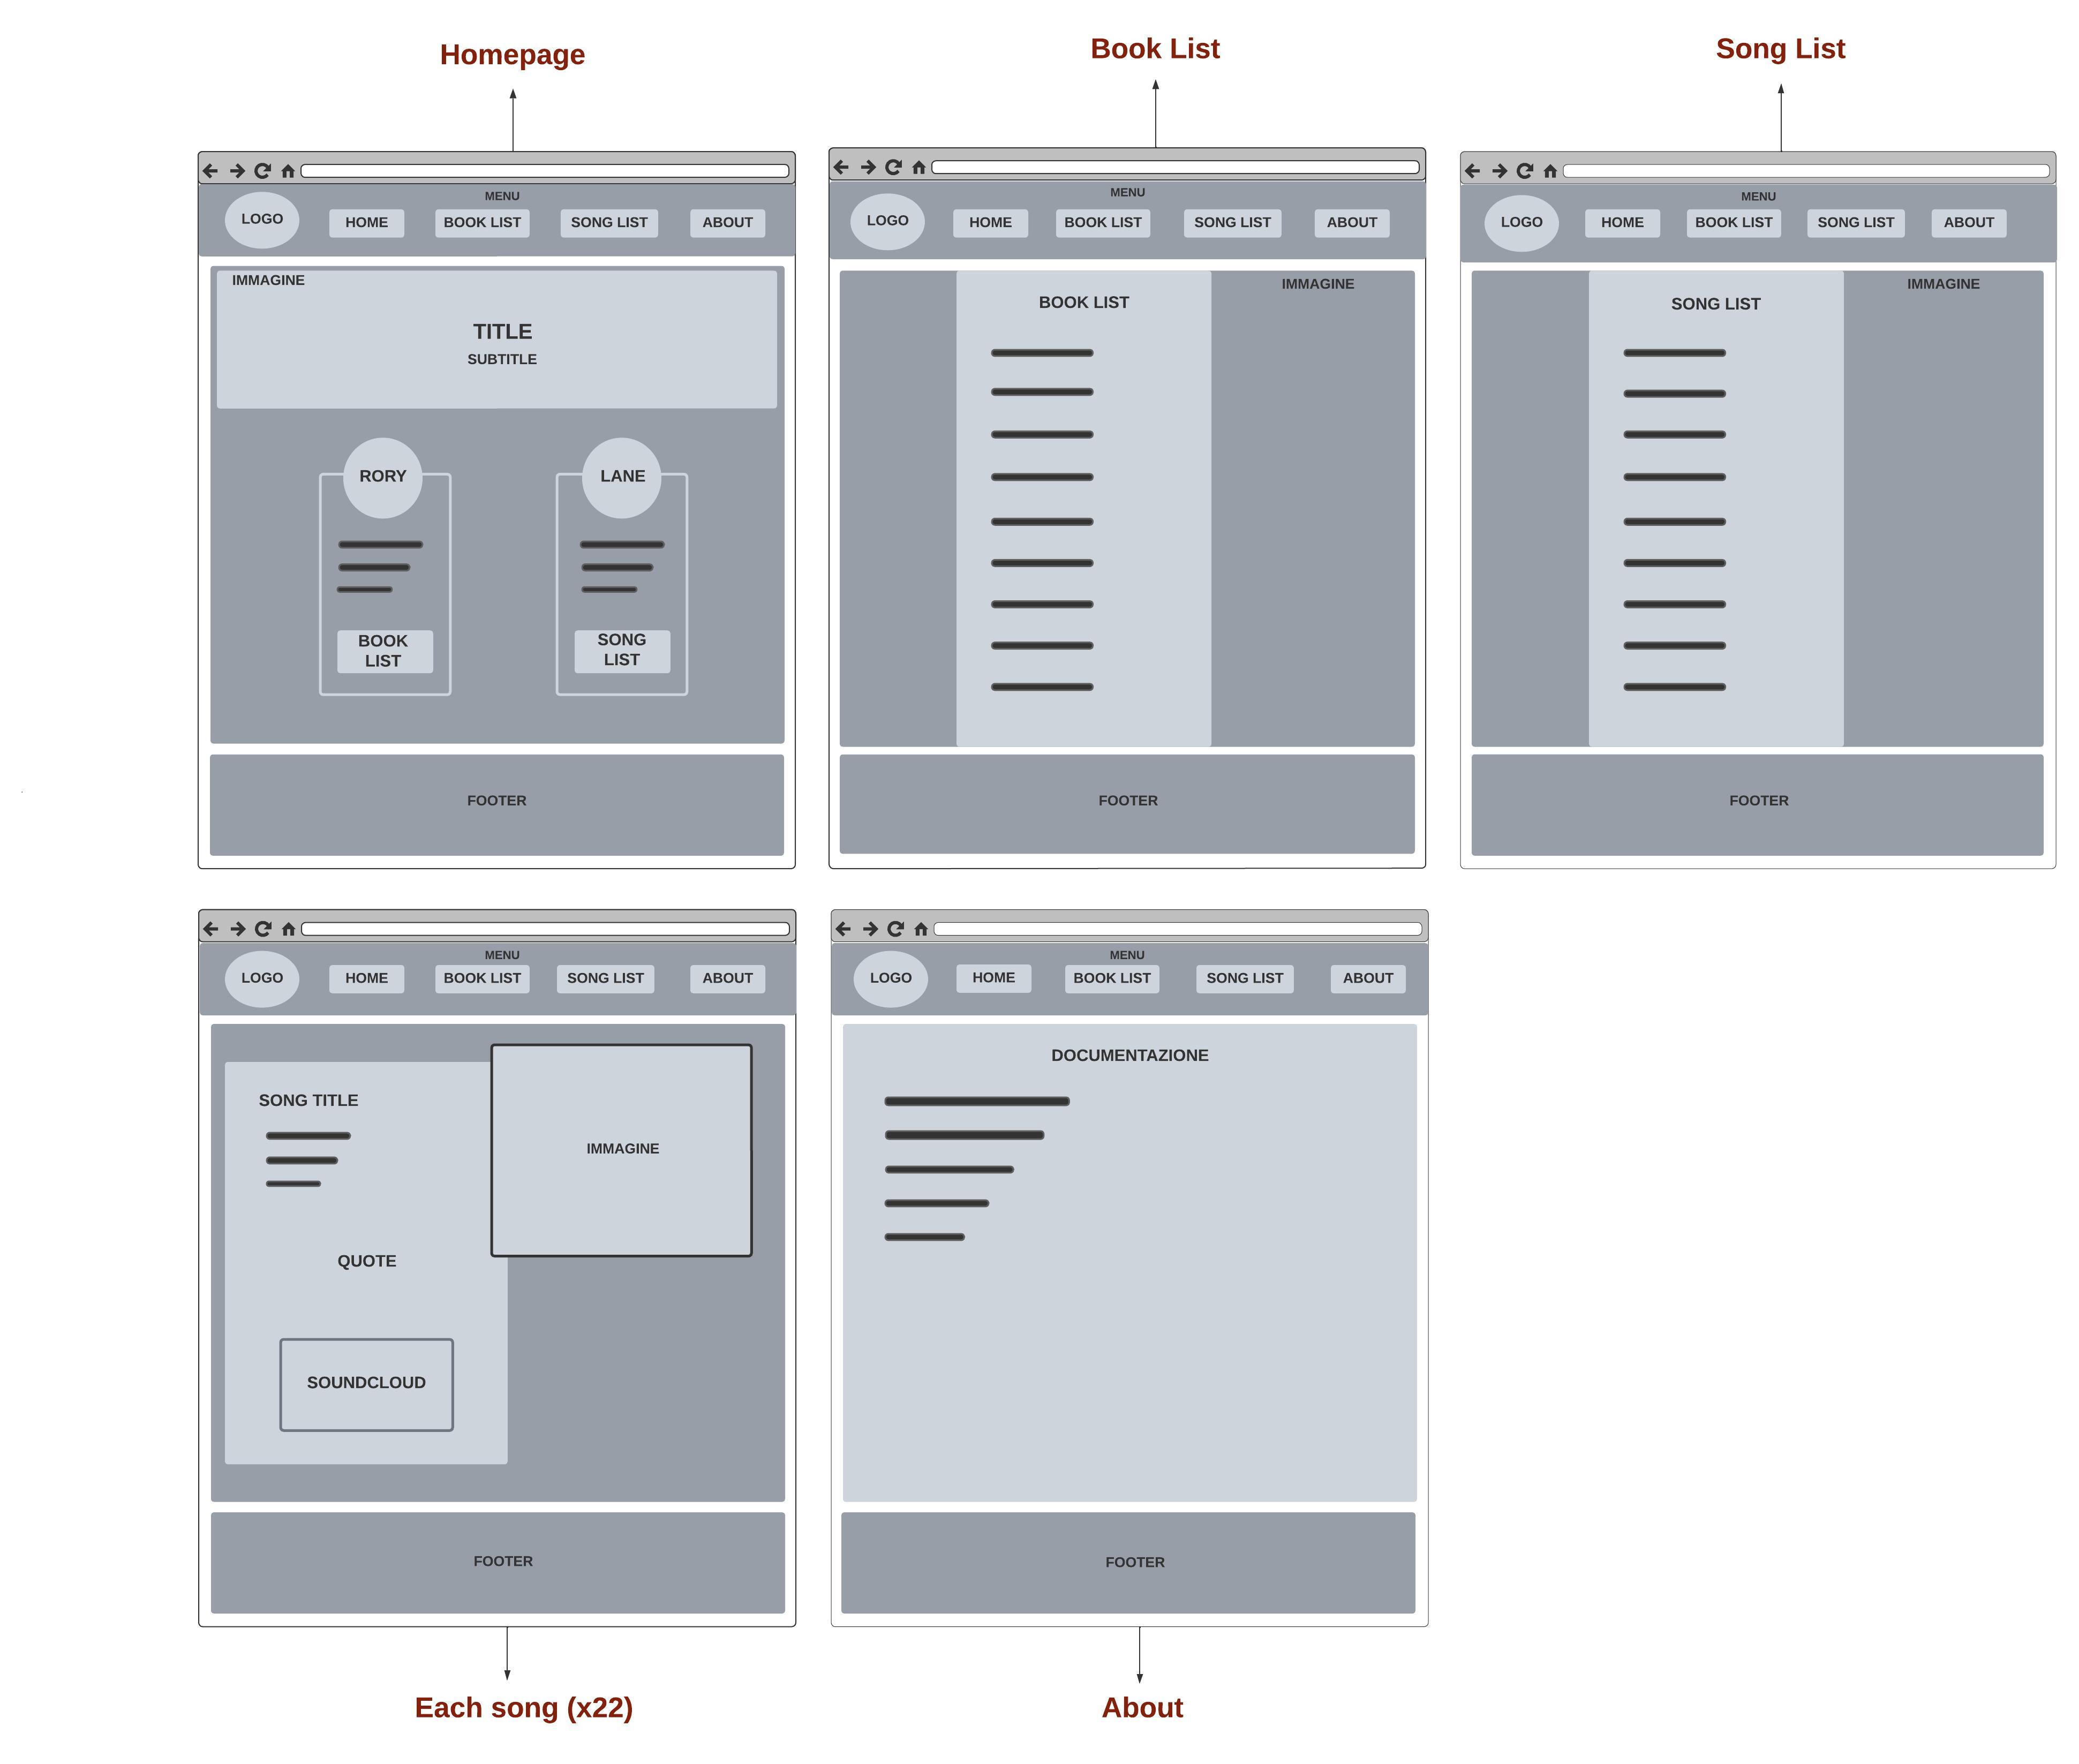 Homepage
Book List
Song List
MENU
LOGO
HOME
BOOK LIST
SONG LIST
ABOUT
IMMAGINE
TITLE
SUBTITLE
RORY
BOOK
LIST
LANE
SONG
LIST
FOOTER
MENU
LOGO
HOME
BOOK LIST
SONG LIST
ABOUT
BOOK LIST
IMMAGINE
FOOTER
MENU
LOGO
HOME
BOOK LIST
SONG LIST
ABOUT
SONG LIST
IMMAGINE
FOOTER
MENU
LOGO
HOME
BOOK LIST
SONG LIST
ABOUT
SONG TITLE
IMMAGINE
QUOTE
SOUNDCLOUD
FOOTER
MENU
LOGO
HOME
BOOK LIST
SONG LIST
ABOUT
DOCUMENTAZIONE
FOOTER
Each song (x22)
About